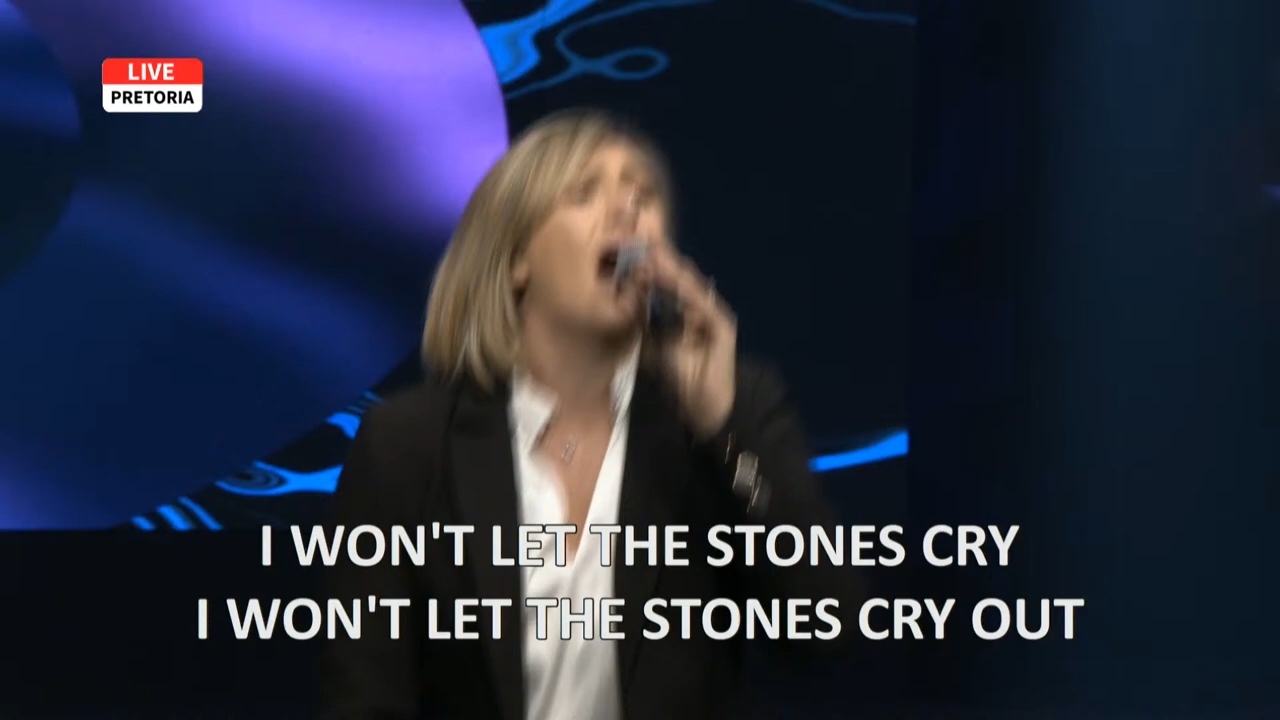 LIVE
PRETORIA
I WON'T LET THE STONES CRY
I WON'T LET THE STONES CRY OUT